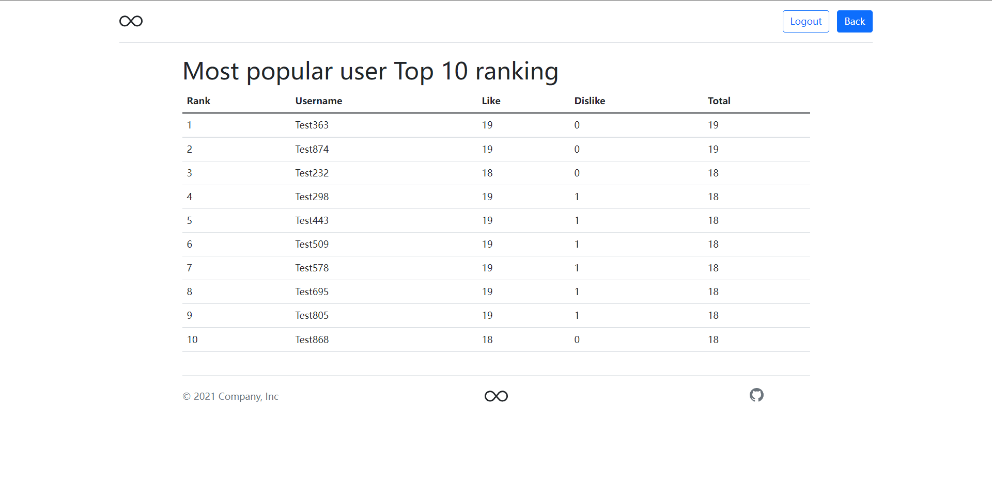 Logout Back
Most popular user Top 10 ranking
Rank Username Like Dislike Total
1 Test363 19 0 19
2 Test874 19 0 19
3 Test232 18 0 18
4 Test298 19 1 18
5 Test443 19 1 18
6 Test509 19 1 18
7 Test578 19 1 18
8 Test695 19 1 18
9 Test805 19 1 18
10 Test868 18 0 18
© 2021 Company, Inc